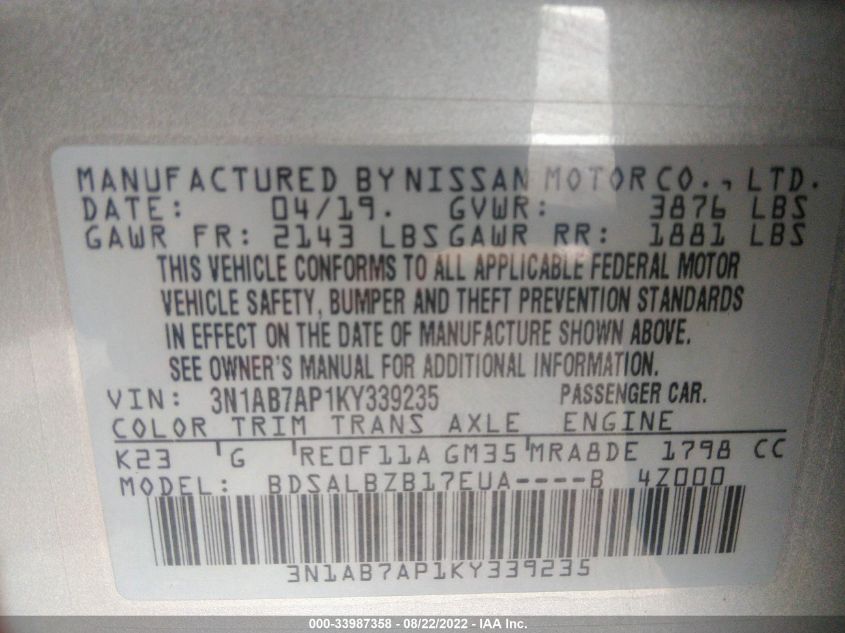 MANUFACTURED BY NISSAN MOTOR CO., LTD.
DATE: 04/19. GVWR: 3876 LBS
GAWR FR: 2143 LBS GAWR RR: 1881 LBS
THIS VEHICLE CONFORMS TO ALL APPLICABLE FEDERAL MOTOR
VEHICLE SAFETY, BUMPER AND THEFT PREVENTION STANDARDS
IN EFFECT ON THE DATE OF MANUFACTURE SHOWN ABOVE.
SEE OWNER'S MANUAL FOR ADDITIONAL INFORMATION.
VIN: 3N1AB7AP1KY339235 PASSENGER CAR.
COLOR TRIM TRANS AXLE ENGINE
K23 G RE0F11A GM35 MRA8DE 1798 CC
MODEL: BDSALBZB17EUA----B 4Z000
3N1AB7AP1KY339235
000-33987358 - 08/22/2022 - IAA Inc.